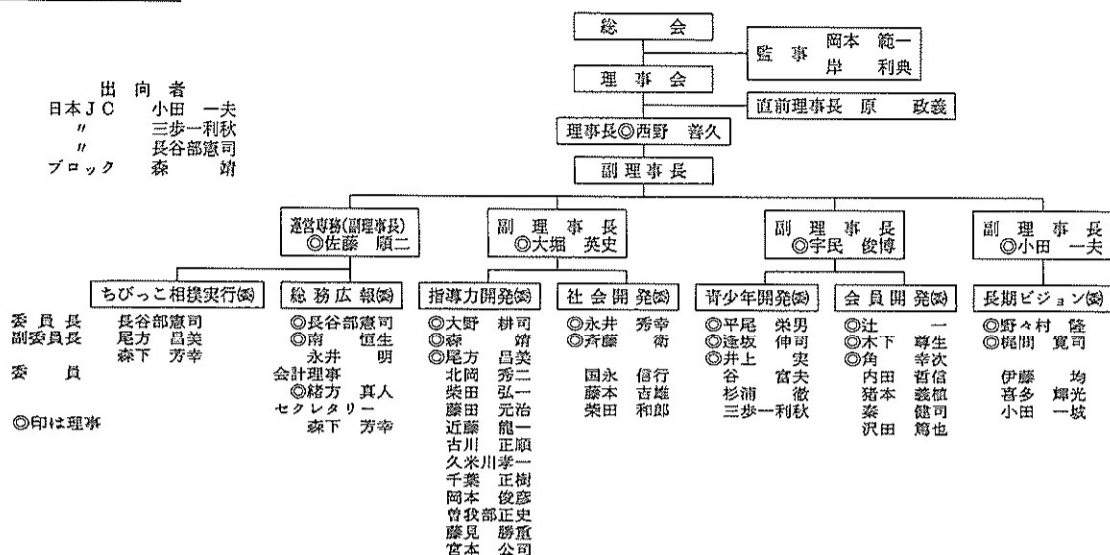 総会
監事 岡本 範一
岸 利典
理事会
直前理事長 原 政義
理事長◎西野 善久
副理事長
出向者
日本JC 小田 一夫
〃 三歩一利秋
〃 長谷部憲司
ブロック 森 靖
運営専務(副理事長)
◎佐藤 順二
副理事長
◎大堀 英史
副理事長
◎宇民 俊博
副理事長
◎小田 一夫
ちびっこ相撲実行(委)
委員長 長谷部憲司
副委員長 尾方 昌美
森下 芳幸
委員
◎印は理事
総務広報(委)
◎長谷部憲司
◎南 恒生
永井 明
会計理事
◎緒方 真人
セクレタリー
森下 芳幸
指導力開発(委)
◎大野 耕司
◎森 靖
◎尾方 昌美
北岡 秀二
柴田 弘一
藤田 元治
近藤 龍一
古川 正順
久米川孝一
千葉 正樹
岡本 俊彦
曽我部正史
藤見 勝重
宮本 公司
社会開発(委)
◎永井 秀幸
◎斉藤 衛
国永 信行
藤本 吉雄
柴田 和郎
青少年開発(委)
◎平尾 栄男
◎逢坂 伸司
◎井上 実
谷 富夫
杉浦 徹
三歩一利秋
会員開発(委)
◎辻 一
◎木下 尊生
◎角 幸次
内田 哲信
猪本 義植
秦 健司
沢田 篤也
長期ビジョン(委)
◎野々村 隆
◎梶間 寛司
伊藤 均
喜多 輝光
小田 一城